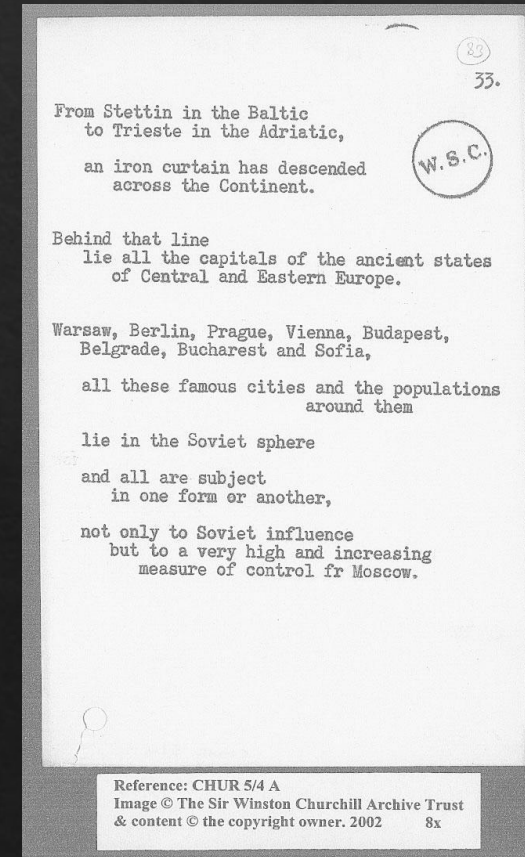 83
33.
From Stettin in the Baltic
to Trieste in the Adriatic,
W.S.C.
an iron curtain has descended
across the Continent.
Behind that line
lie all the capitals of the ancient states
of Central and Eastern Europe.
Warsaw, Berlin, Prague, Vienna, Budapest,
Belgrade, Bucharest and Sofia,
all these famous cities and the populations
around them
lie in the Soviet sphere
and all are subject
in one form or another,
not only to Soviet influence
but to a very high and increasing
measure of control fr Moscow.
Reference: CHUR 5/4 A
Image © The Sir Winston Churchill Archive Trust
& content © the copyright owner. 2002 8x